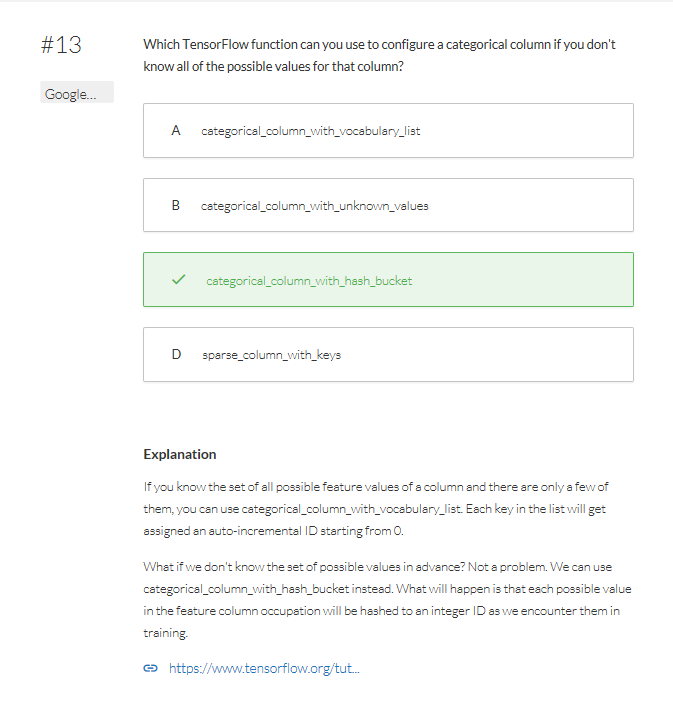 #13
Google...
Which TensorFlow function can you use to configure a categorical column if you don't
know all of the possible values for that column?
A categorical_column_with_vocabulary_list
B categorical_column_with_unknown_values
categorical_column_with_hash_bucket
D sparse_column_with_keys
Explanation
If you know the set of all possible feature values of a column and there are only a few of
them, you can use categorical_column_with_vocabulary_list. Each key in the list will get
assigned an auto-incremental ID starting from 0.
What if we don't know the set of possible values in advance? Not a problem. We can use
categorical_column_with_hash_bucket instead. What will happen is that each possible value
in the feature column occupation will be hashed to an integer ID as we encounter them in
training.
https://www.tensorflow.org/tut...